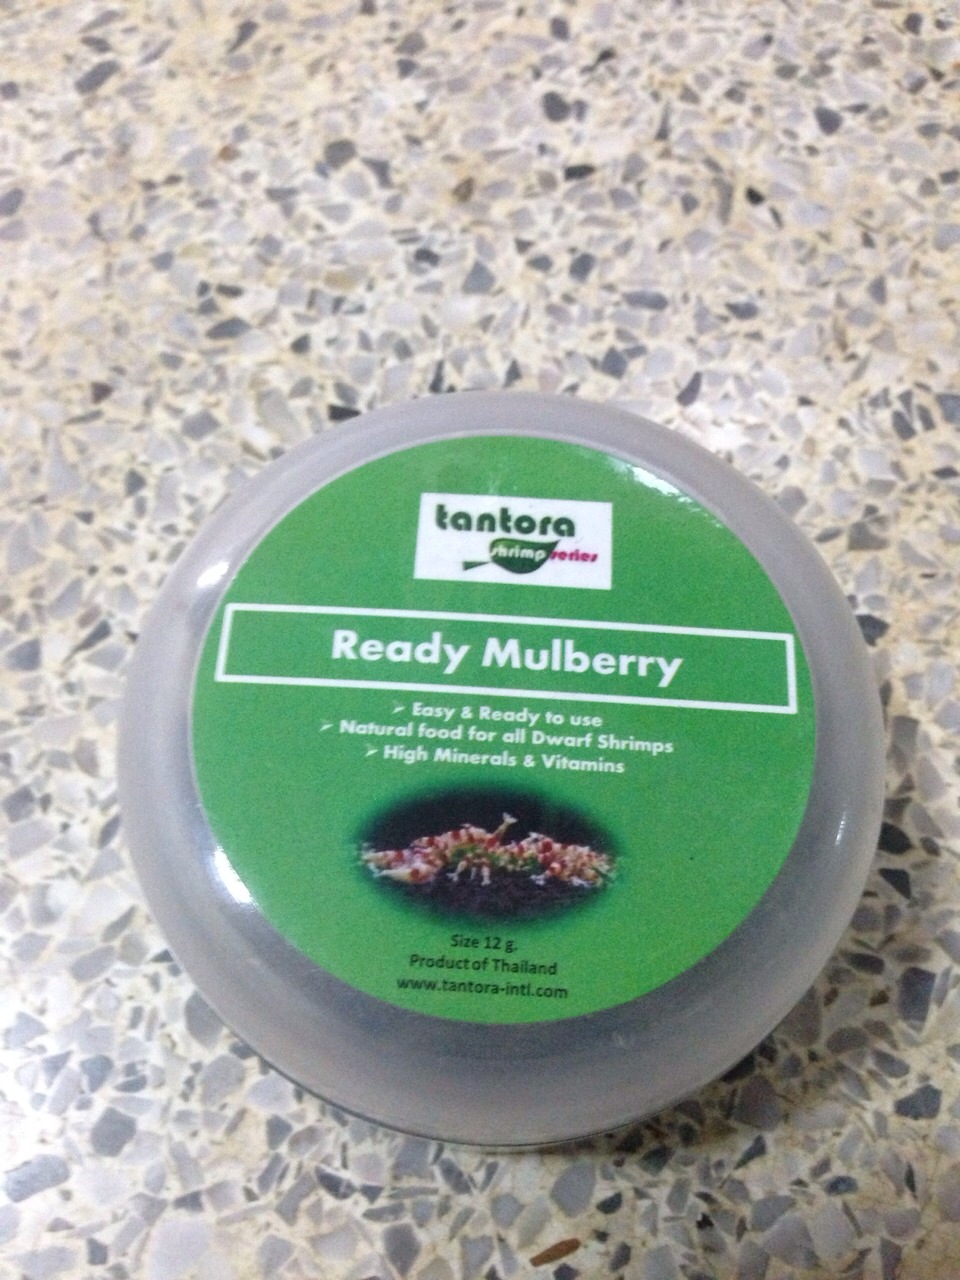 tantora
shrimp series
Ready Mulberry
➤ Easy & Ready to use
➤ Natural food for all Dwarf Shrimps
➤ High Minerals & Vitamins
Size 12 g.
Product of Thailand
www.tantora-intl.com